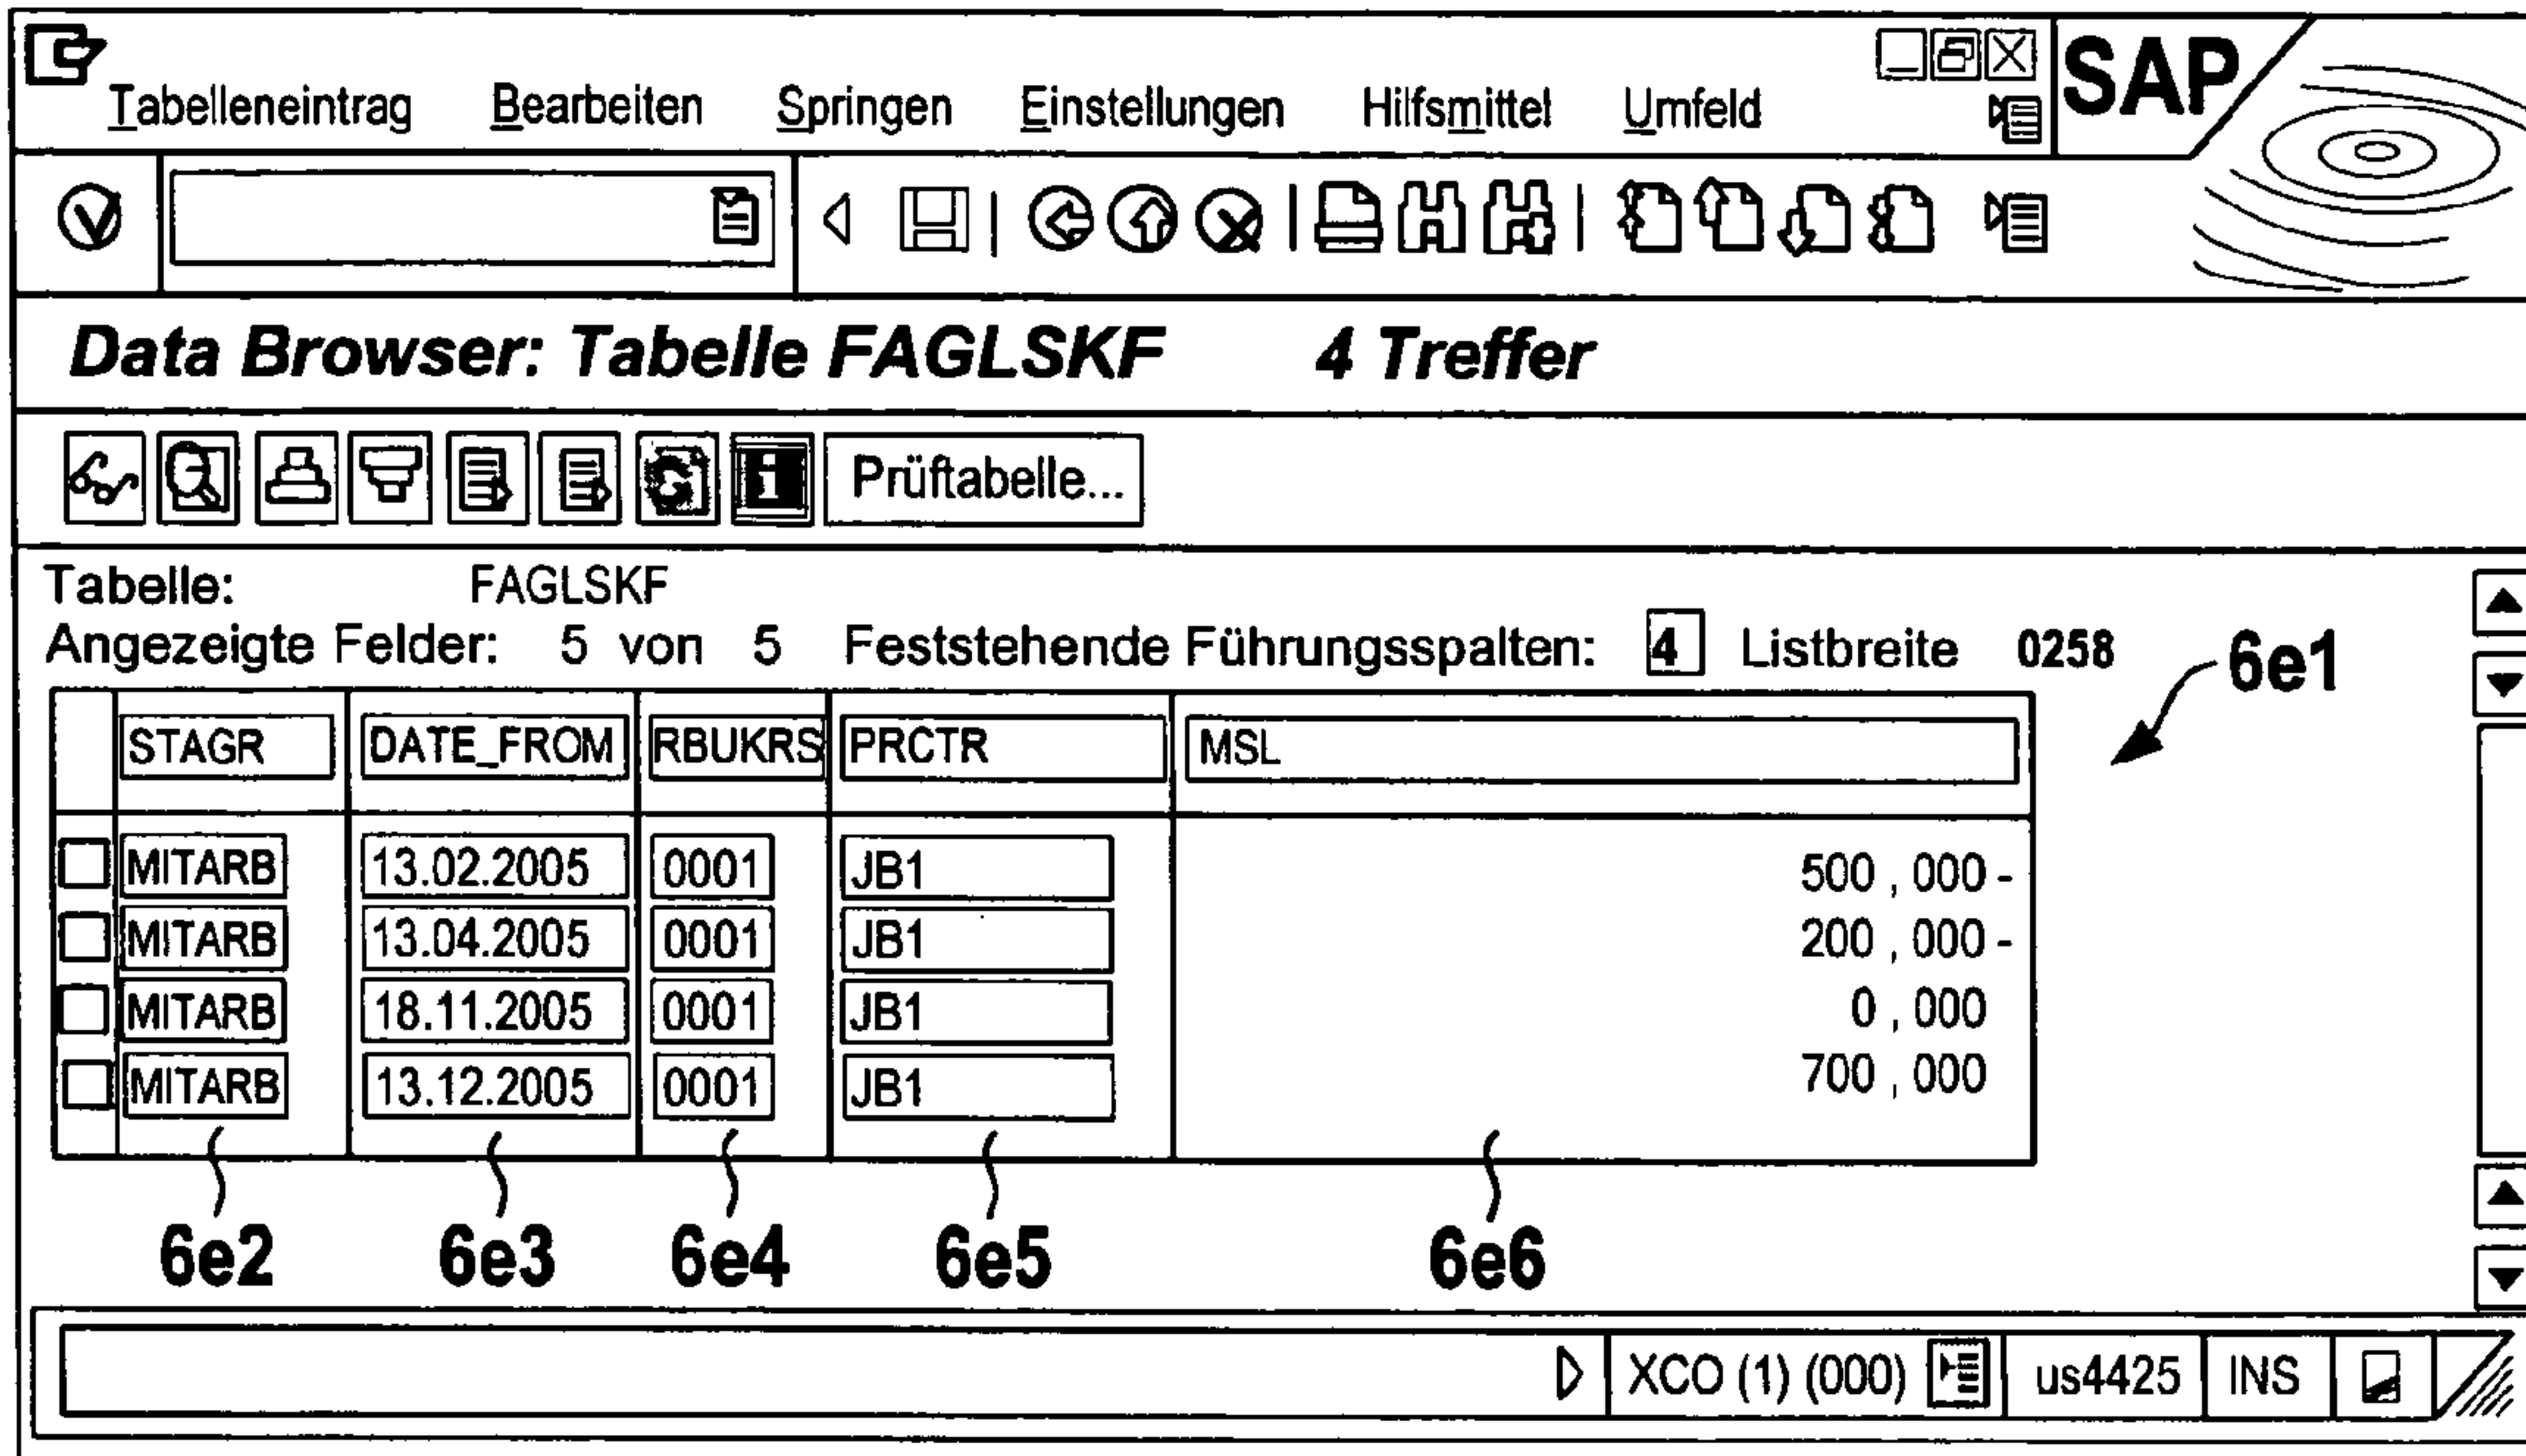 SAP
Tabelleneintrag Bearbeiten Springen Einstellungen Hilfsmittel Umfeld
Data Browser: Tabelle FAGLSKF 4 Treffer
Prüftabelle...
Tabelle: FAGLSKF
Angezeigte Felder: 5 von 5 Feststehende Führungsspalten: 4 Listbreite 0258
6e1
STAGR DATE_FROM RBUKRS PRCTR MSL
MITARB 13.02.2005 0001 JB1 500 , 000 -
MITARB 13.04.2005 0001 JB1 200 , 000 -
MITARB 18.11.2005 0001 JB1 0 , 000
MITARB 13.12.2005 0001 JB1 700 , 000
6e2 6e3 6e4 6e5 6e6
XCO (1) (000) us4425 INS